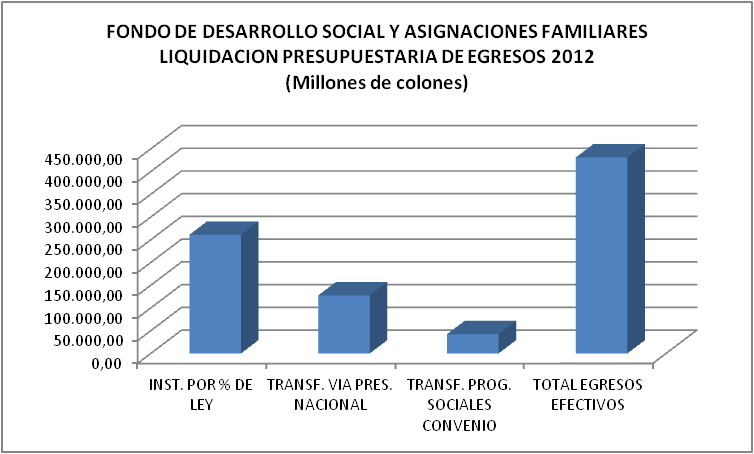 FONDO DE DESARROLLO SOCIAL Y ASIGNACIONES FAMILIARES
LIQUIDACION PRESUPUESTARIA DE EGRESOS 2012
(Millones de colones)
450.000,00
400.000,00
350.000,00
300.000,00
250.000,00
200.000,00
150.000,00
100.000,00
50.000,00
0,00
INST. POR % DE
LEY
TRANSF. VIA PRES.
NACIONAL
TRANSF. PROG.
SOCIALES
CONVENIO
TOTAL EGRESOS
EFECTIVOS